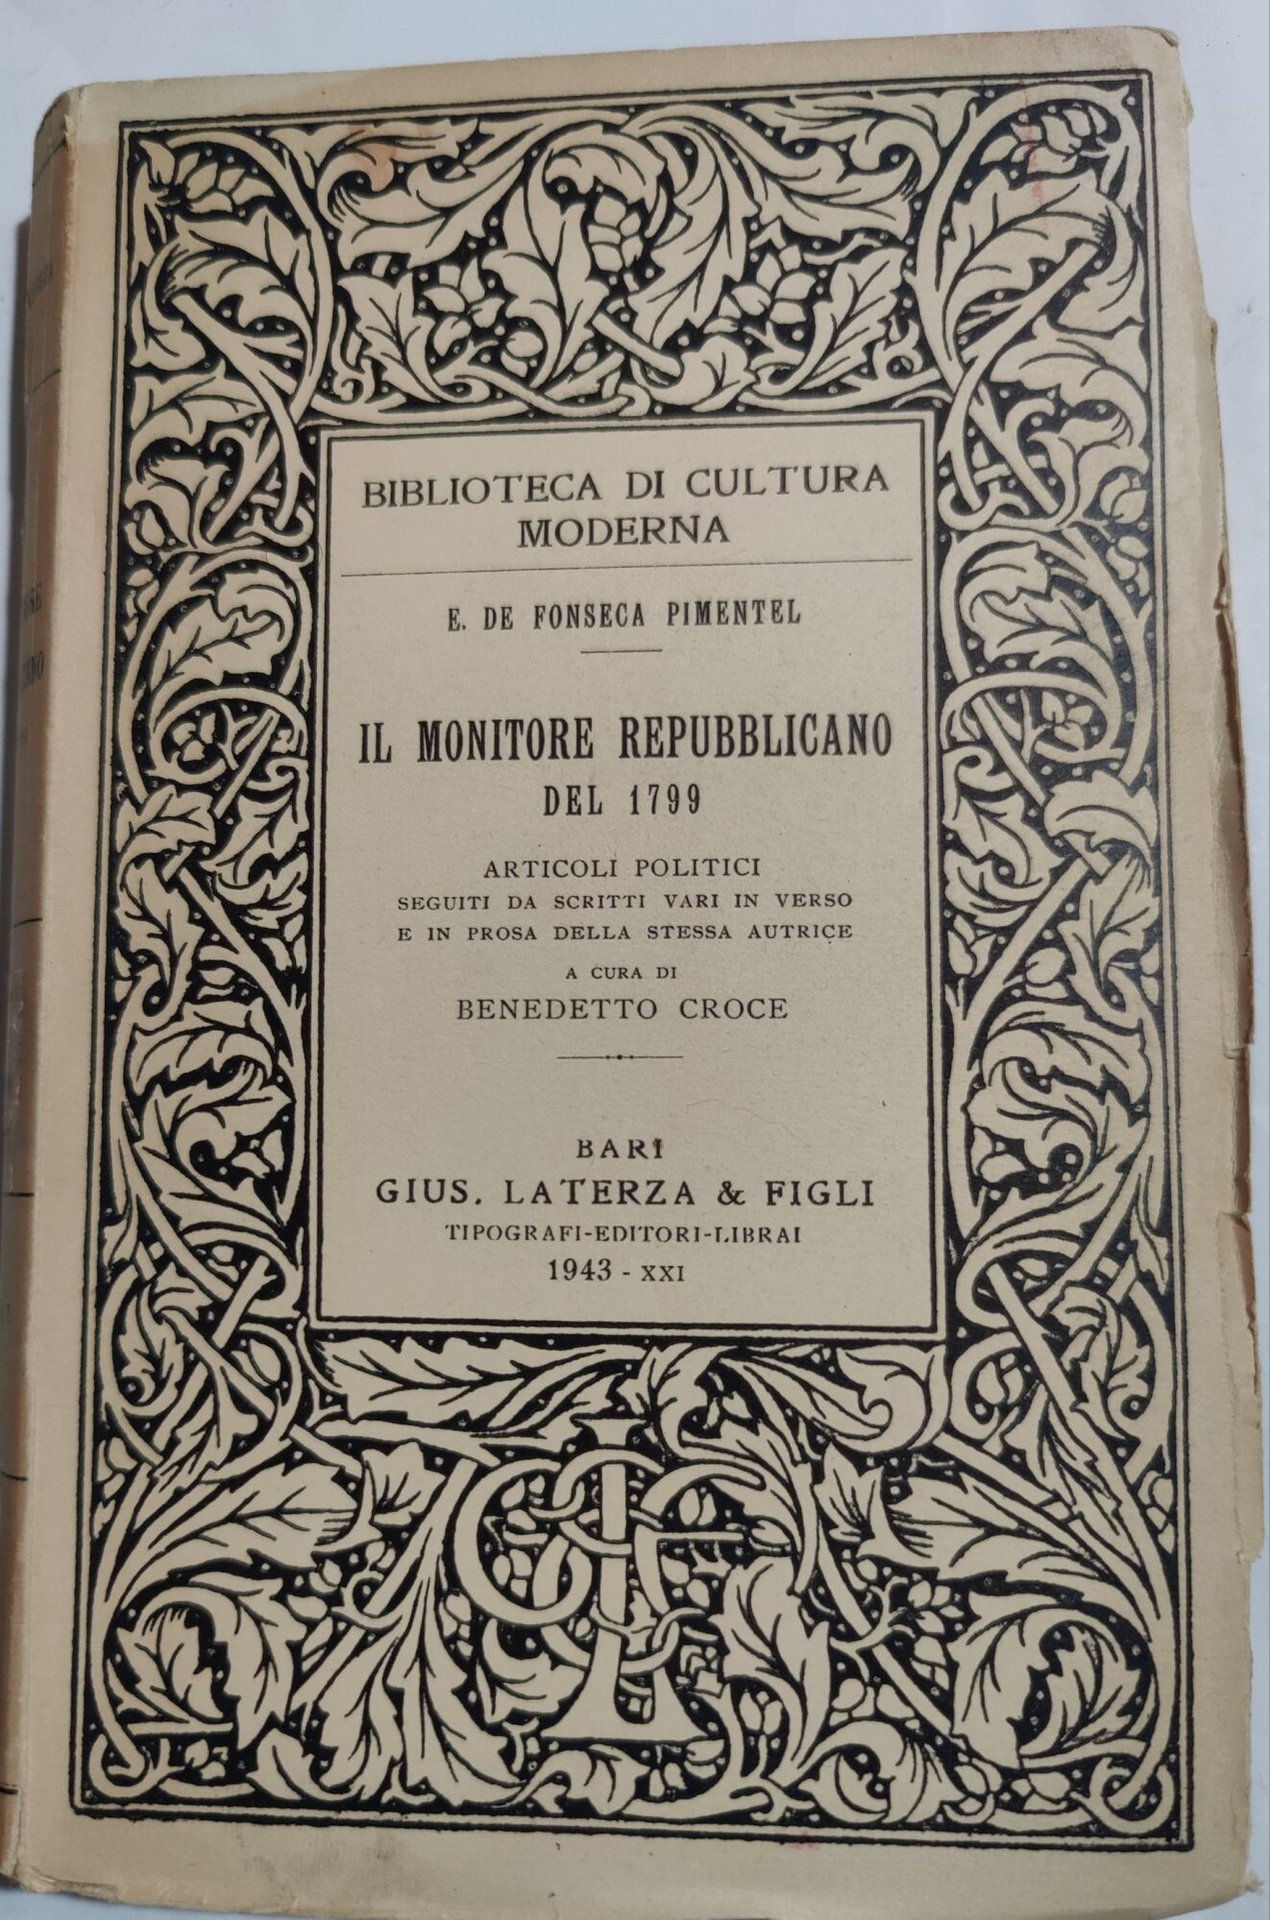 BIBLIOTECA DI CULTURA
MODERNA
E. DE FONSECA PIMENTEL
IL MONITORE REPUBBLICANO
DEL 1799
ARTICOLI POLITICI
SEGUITI DA SCRITTI VARI IN VERSO
E IN PROSA DELLA STESSA AUTRICE
A CURA DI
BENEDETTO CROCE
BARI
GIUS. LATERZA & FIGLI
TIPOGRAFI-EDITORI-LIBRAI
1943 - XXI